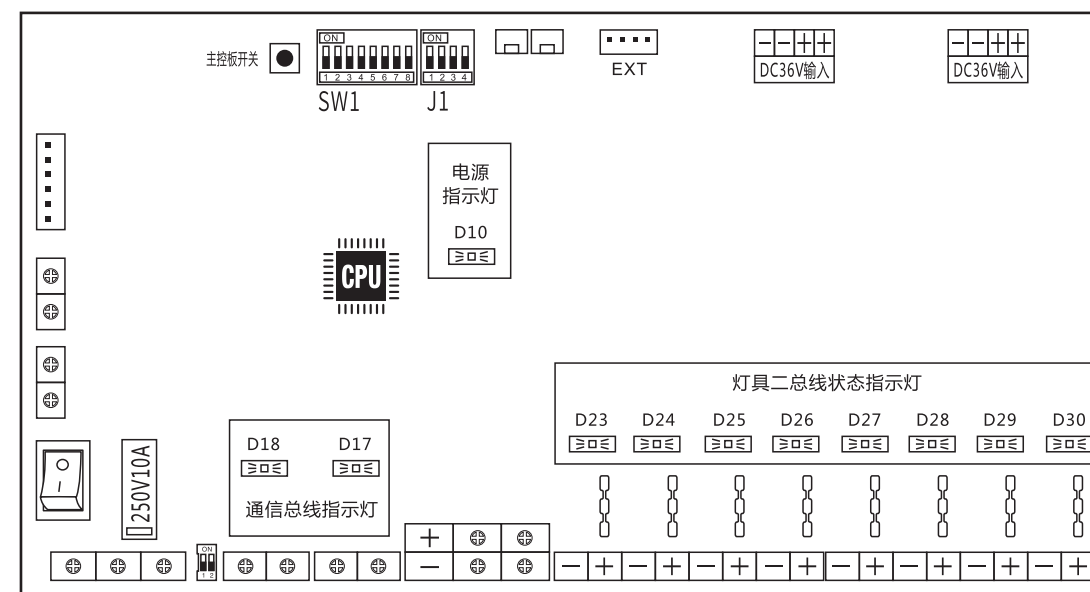 主控板开关
ON
1 2 3 4 5 6 7 8
SW1
ON
1 2 3 4
J1
EXT
− − + +
DC36V输入
− − + +
DC36V输入
电源
指示灯
D10
CPU
灯具二总线状态指示灯
D23 D24 D25 D26 D27 D28 D29 D30
D18 D17
通信总线指示灯
250V10A
ON
1 2
+
−
− + − + − + − + − + − + − + − +